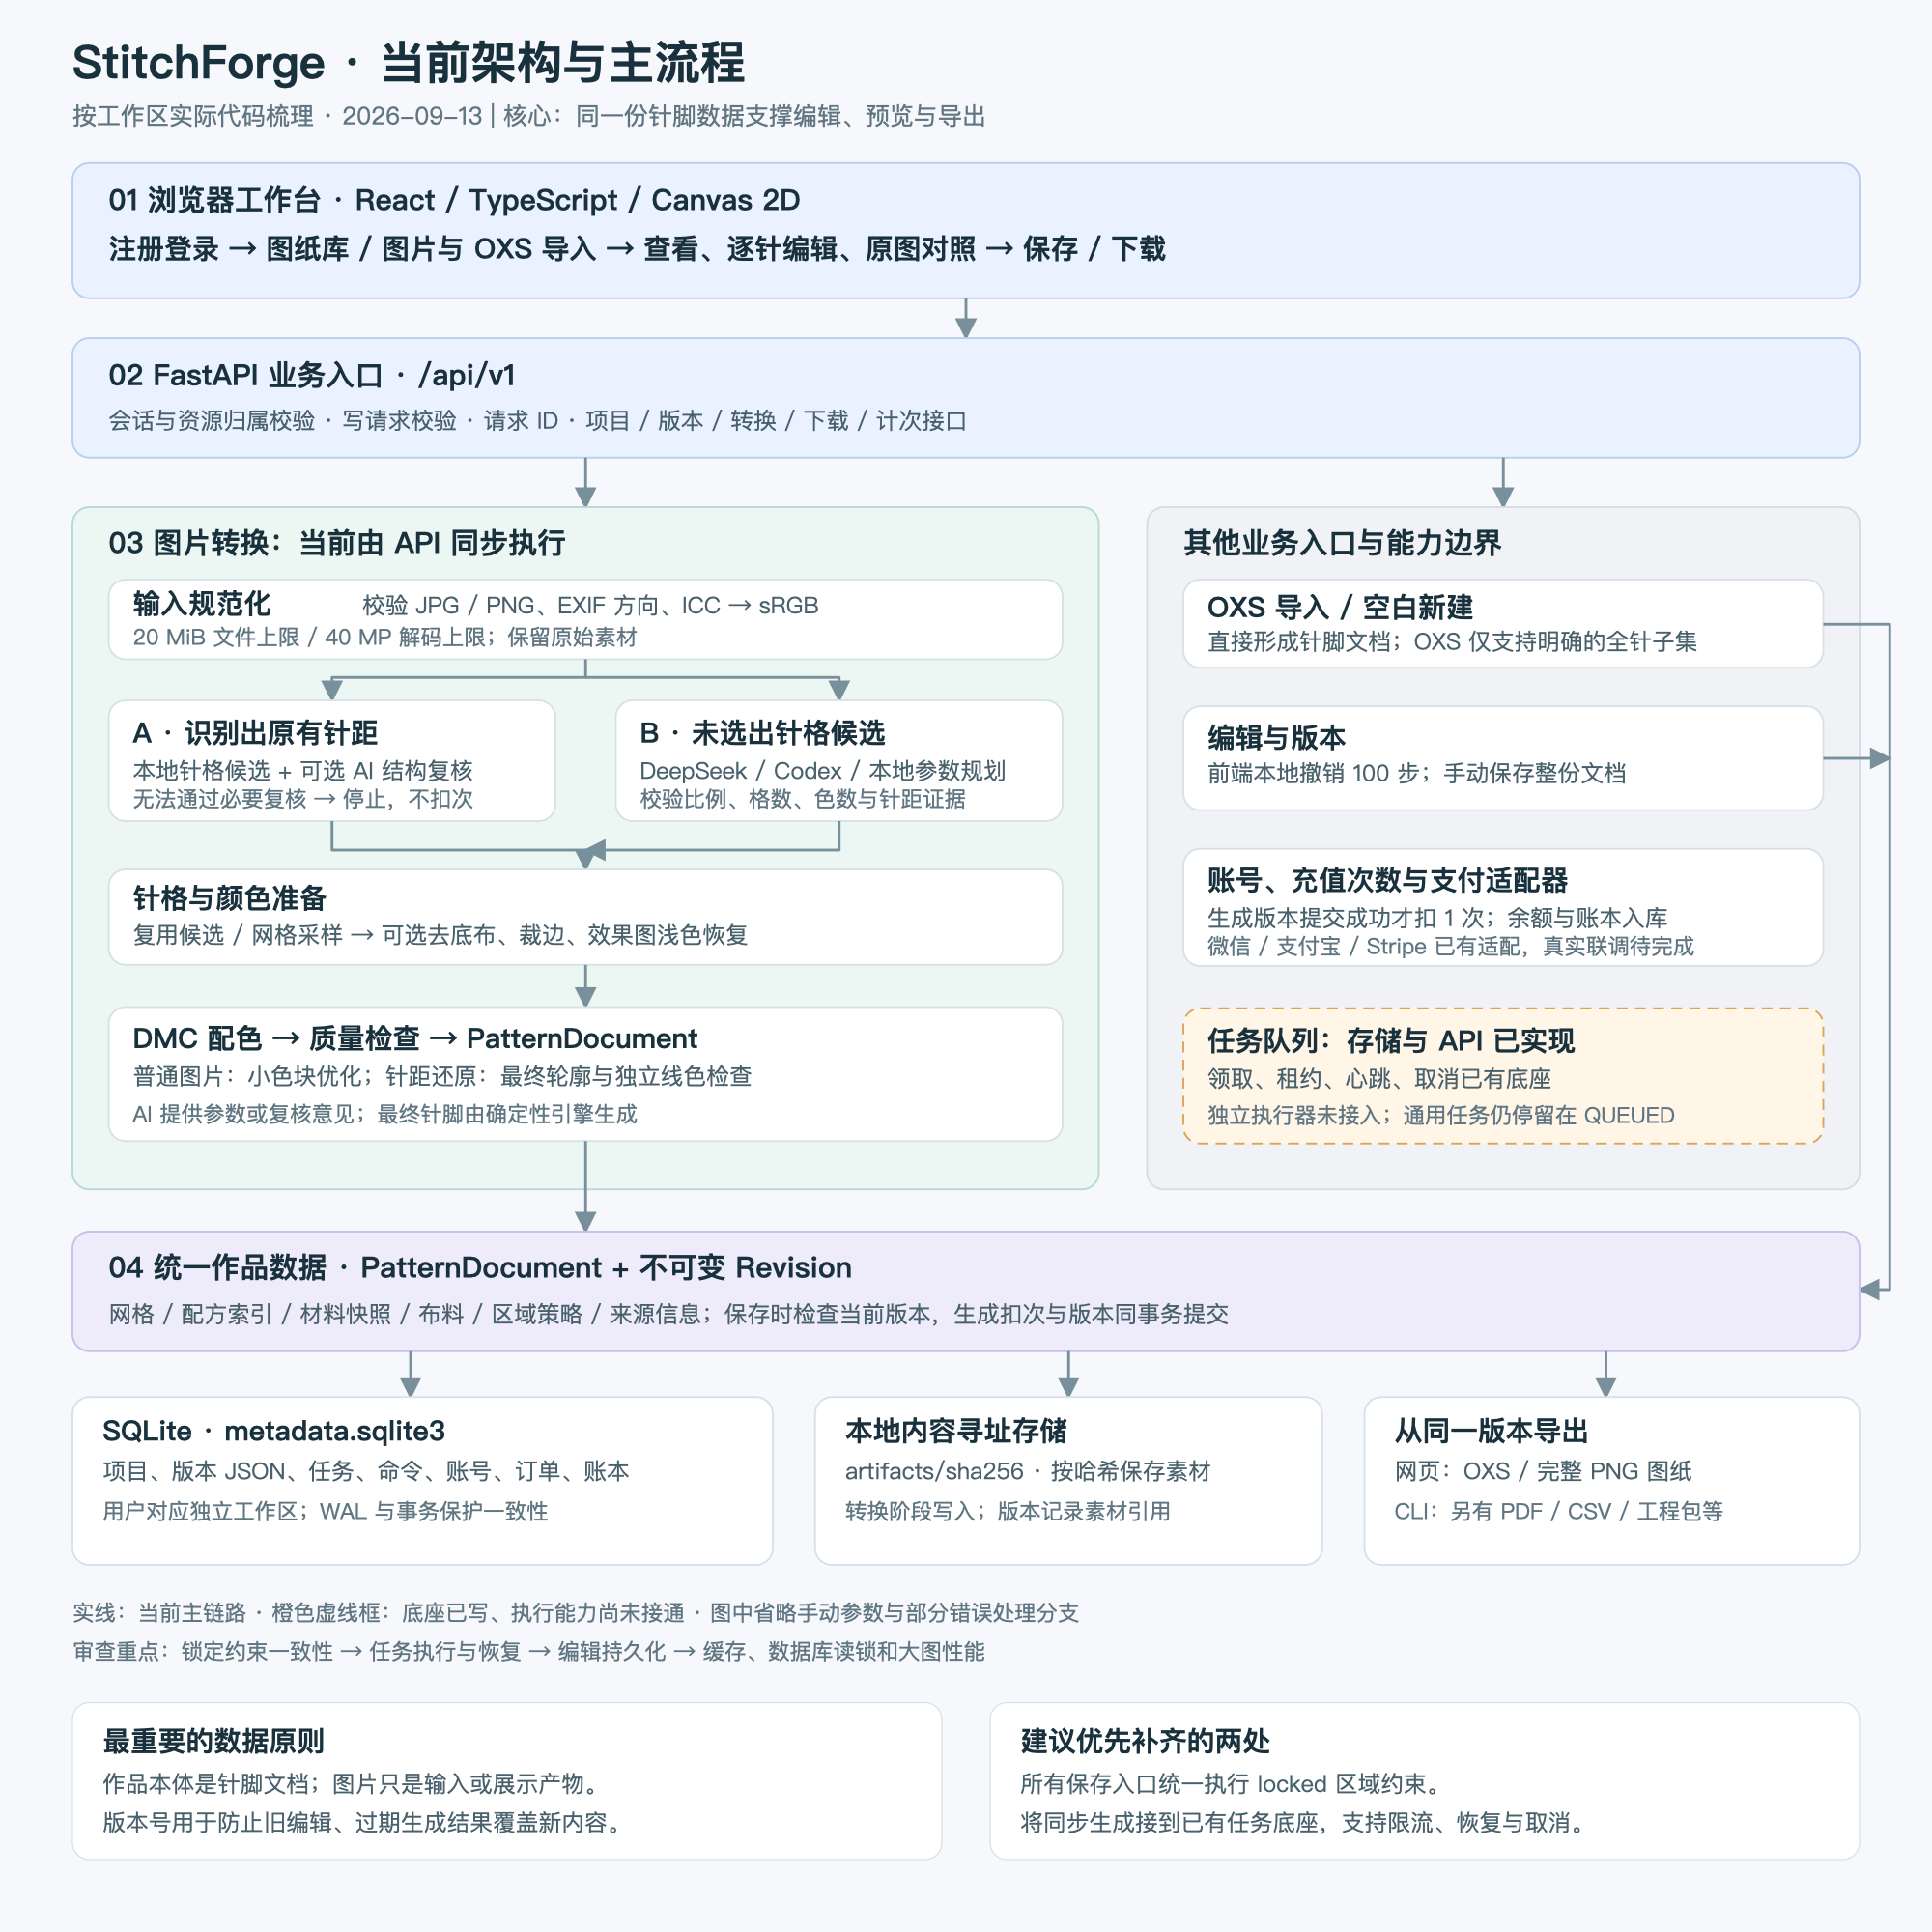 StitchForge · 当前架构与主流程
按工作区实际代码梳理 · 2026-09-13 | 核心：同一份针脚数据支撑编辑、预览与导出
01 浏览器工作台 · React / TypeScript / Canvas 2D
注册登录 → 图纸库 / 图片与 OXS 导入 → 查看、逐针编辑、原图对照 → 保存 / 下载
02 FastAPI 业务入口 · /api/v1
会话与资源归属校验 · 写请求校验 · 请求 ID · 项目 / 版本 / 转换 / 下载 / 计次接口
03 图片转换：当前由 API 同步执行
输入规范化 校验 JPG / PNG、EXIF 方向、ICC → sRGB
20 MiB 文件上限 / 40 MP 解码上限；保留原始素材
A · 识别出原有针距
本地针格候选 + 可选 AI 结构复核
无法通过必要复核 → 停止，不扣次
B · 未选出针格候选
DeepSeek / Codex / 本地参数规划
校验比例、格数、色数与针距证据
针格与颜色准备
复用候选 / 网格采样 → 可选去底布、裁边、效果图浅色恢复
DMC 配色 → 质量检查 → PatternDocument
普通图片：小色块优化；针距还原：最终轮廓与独立线色检查
AI 提供参数或复核意见；最终针脚由确定性引擎生成
其他业务入口与能力边界
OXS 导入 / 空白新建
直接形成针脚文档；OXS 仅支持明确的全针子集
编辑与版本
前端本地撤销 100 步；手动保存整份文档
账号、充值次数与支付适配器
生成版本提交成功才扣 1 次；余额与账本入库
微信 / 支付宝 / Stripe 已有适配，真实联调待完成
任务队列：存储与 API 已实现
领取、租约、心跳、取消已有底座
独立执行器未接入；通用任务仍停留在 QUEUED
04 统一作品数据 · PatternDocument + 不可变 Revision
网格 / 配方索引 / 材料快照 / 布料 / 区域策略 / 来源信息；保存时检查当前版本，生成扣次与版本同事务提交
SQLite · metadata.sqlite3
项目、版本 JSON、任务、命令、账号、订单、账本
用户对应独立工作区；WAL 与事务保护一致性
本地内容寻址存储
artifacts/sha256 · 按哈希保存素材
转换阶段写入；版本记录素材引用
从同一版本导出
网页：OXS / 完整 PNG 图纸
CLI：另有 PDF / CSV / 工程包等
实线：当前主链路 · 橙色虚线框：底座已写、执行能力尚未接通 · 图中省略手动参数与部分错误处理分支
审查重点：锁定约束一致性 → 任务执行与恢复 → 编辑持久化 → 缓存、数据库读锁和大图性能
最重要的数据原则
作品本体是针脚文档；图片只是输入或展示产物。
版本号用于防止旧编辑、过期生成结果覆盖新内容。
建议优先补齐的两处
所有保存入口统一执行 locked 区域约束。
将同步生成接到已有任务底座，支持限流、恢复与取消。